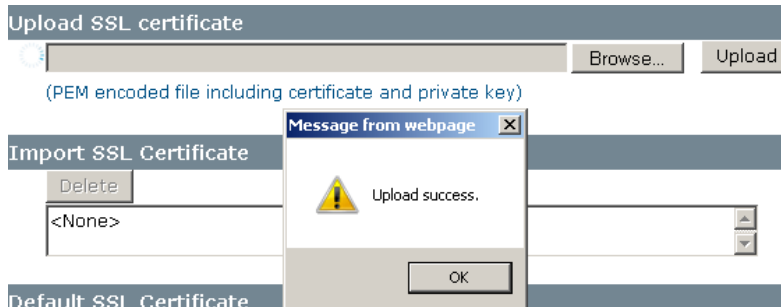 Upload SSL certificate
Browse... Upload
(PEM encoded file including certificate and private key)
Message from webpage
Import SSL Certificate
Delete
Upload success.
<None>
OK
Default SSL Certificate